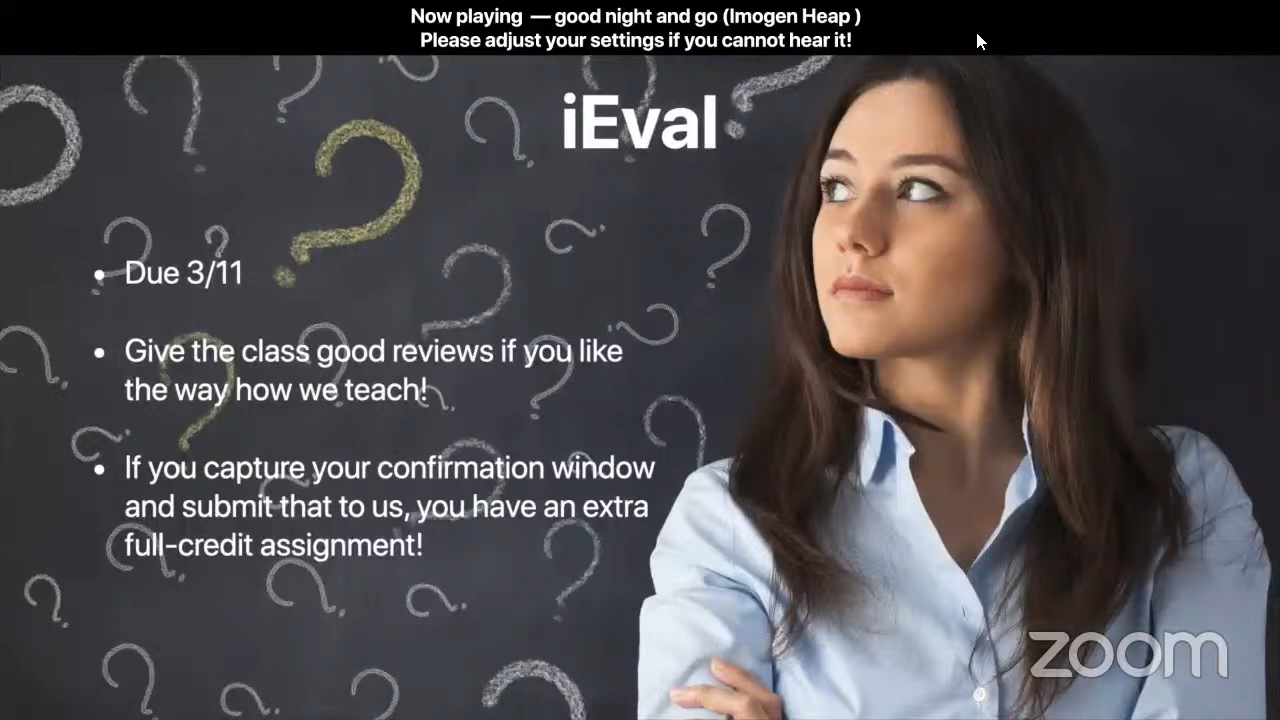 Now playing — good night and go (Imogen Heap )
Please adjust your settings if you cannot hear it!
iEval
• Due 3/11
• Give the class good reviews if you like
the way how we teach!
• If you capture your confirmation window
and submit that to us, you have an extra
full-credit assignment!
zoom